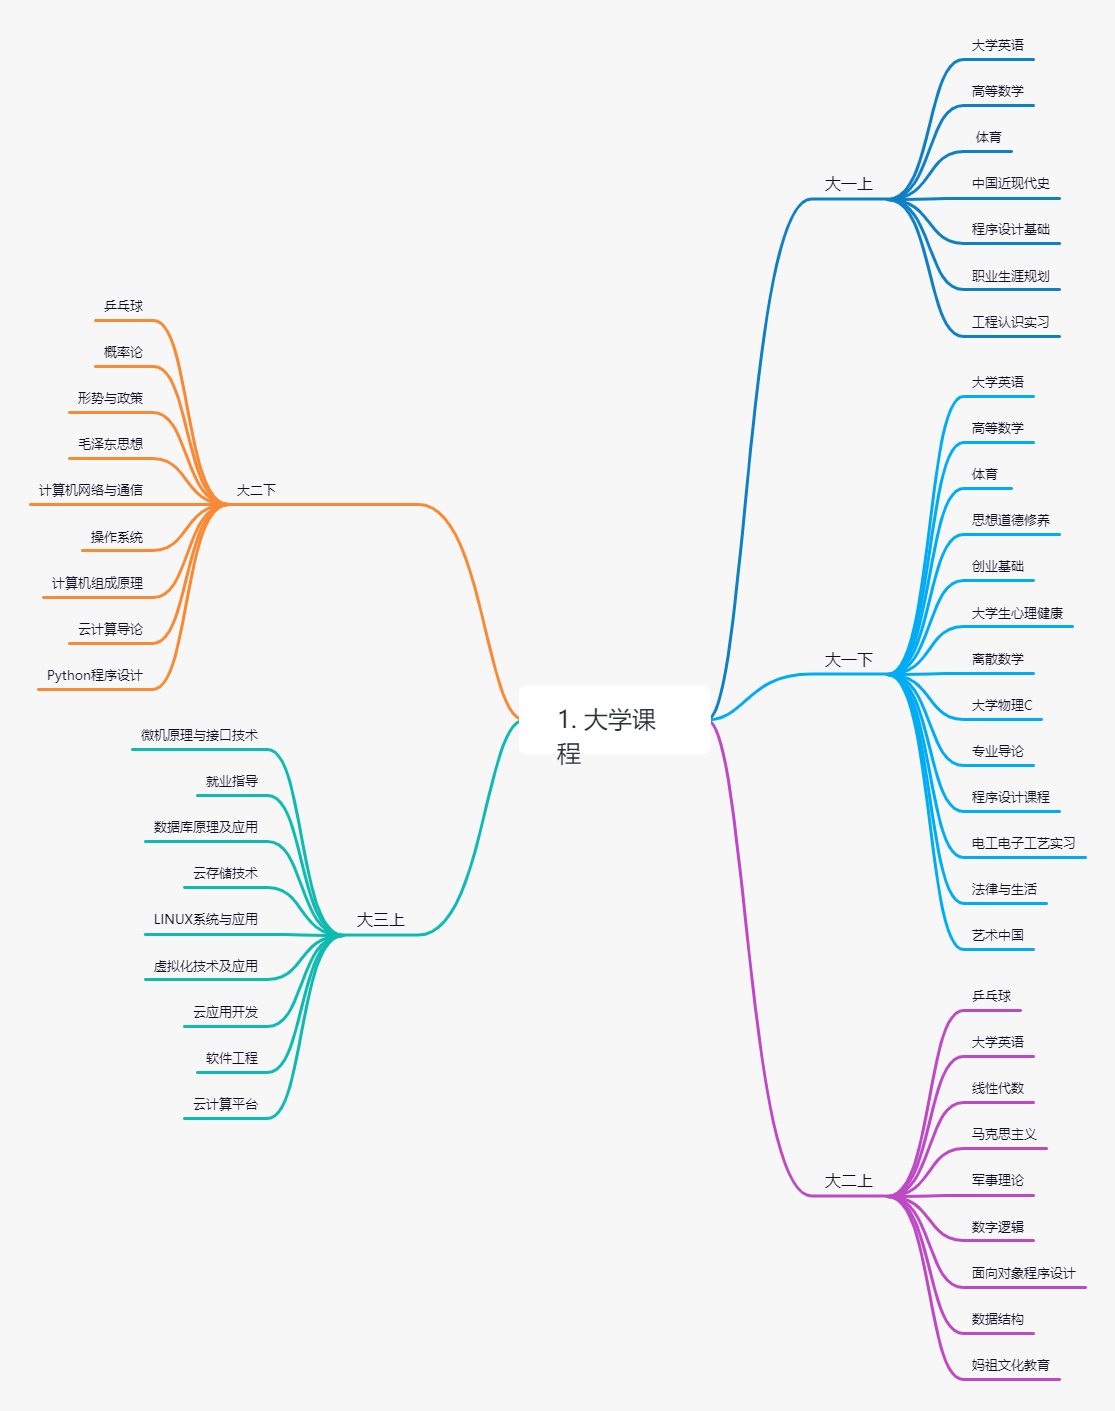 1. 大学课
程
大一上
大学英语
高等数学
体育
中国近现代史
程序设计基础
职业生涯规划
工程认识实习
大一下
大学英语
高等数学
体育
思想道德修养
创业基础
大学生心理健康
离散数学
大学物理C
专业导论
程序设计课程
电工电子工艺实习
法律与生活
艺术中国
大二上
乒乓球
大学英语
线性代数
马克思主义
军事理论
数字逻辑
面向对象程序设计
数据结构
妈祖文化教育
大二下
乒乓球
概率论
形势与政策
毛泽东思想
计算机网络与通信
操作系统
计算机组成原理
云计算导论
Python程序设计
大三上
微机原理与接口技术
就业指导
数据库原理及应用
云存储技术
LINUX系统与应用
虚拟化技术及应用
云应用开发
软件工程
云计算平台